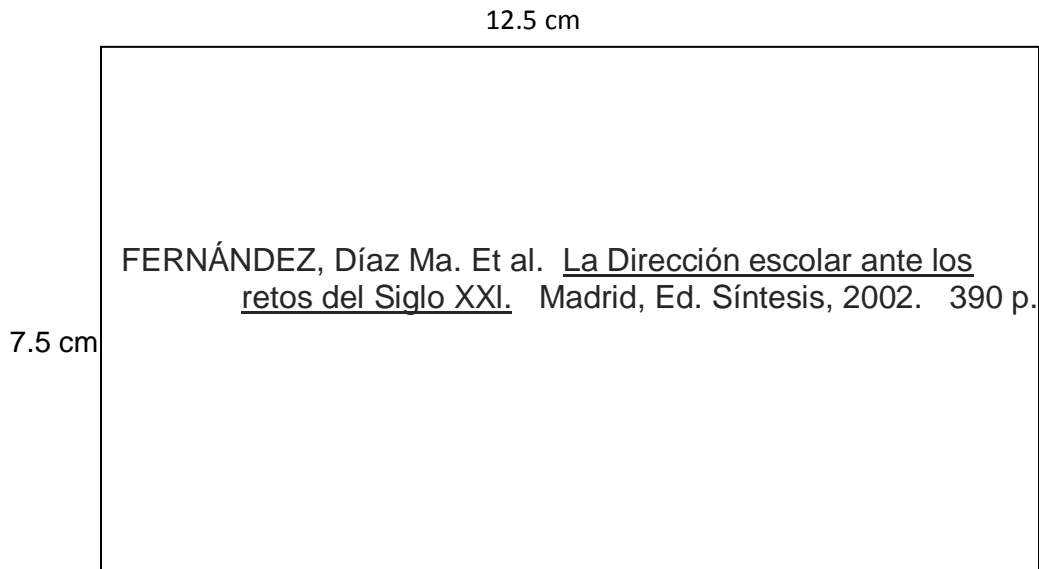 12.5 cm
FERNÁNDEZ, Díaz Ma. Et al. La Dirección escolar ante los
retos del Siglo XXI. Madrid, Ed. Síntesis, 2002. 390 p.
7.5 cm